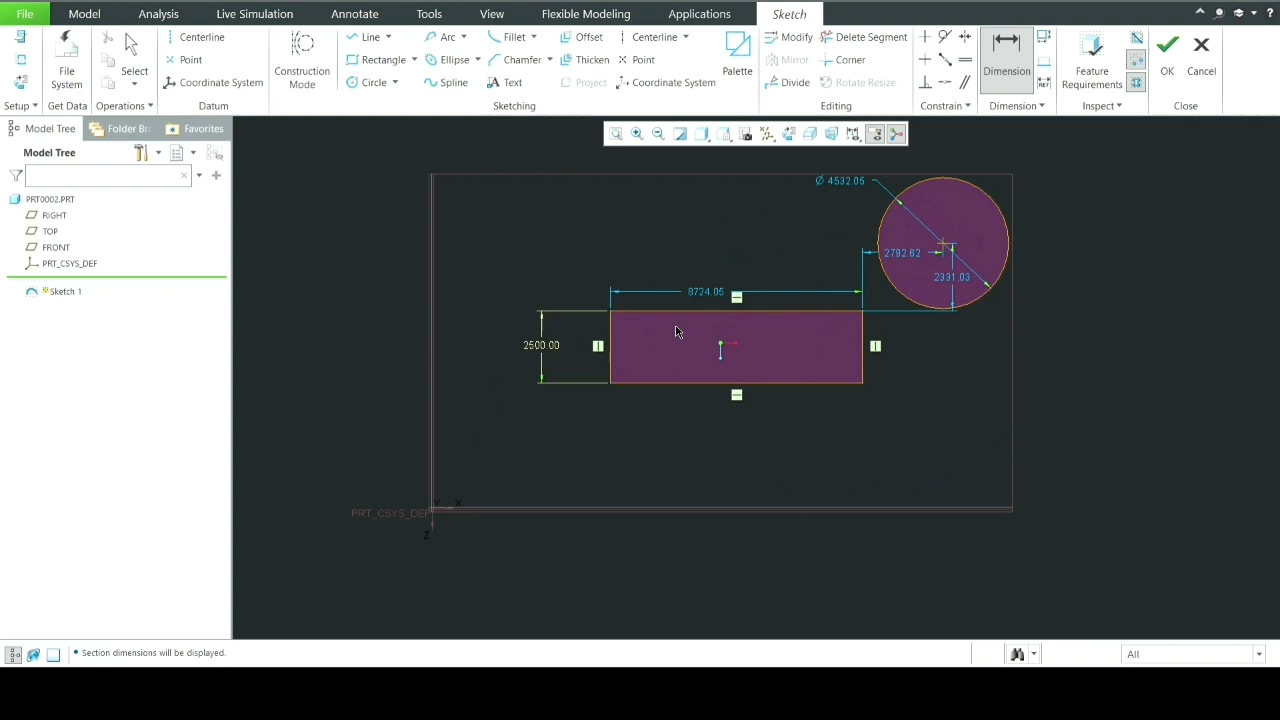 File Model Analysis Live Simulation Annotate Tools View Flexible Modeling Applications Sketch
Centerline Line Arc Fillet Offset Centerline Modify Delete Segment
Point Rectangle Ellipse Chamfer Thicken Point Mirror Corner
Coordinate System Circle Spline Text Project Coordinate System Divide Rotate Resize
File System Select Construction Mode Palette Dimension REF Feature Requirements OK Cancel
Setup Get Data Operations Datum Sketching Editing Constrain Dimension Inspect Close
Model Tree Folder Br Favorites
Model Tree
PRT0002.PRT
RIGHT
TOP
FRONT
PRT_CSYS_DEF
Sketch 1
Ø 4532.05
2792.62
2331.03
8724.05
2500.00
Y X
PRT_CSYS_DEF
Z
Section dimensions will be displayed.
All